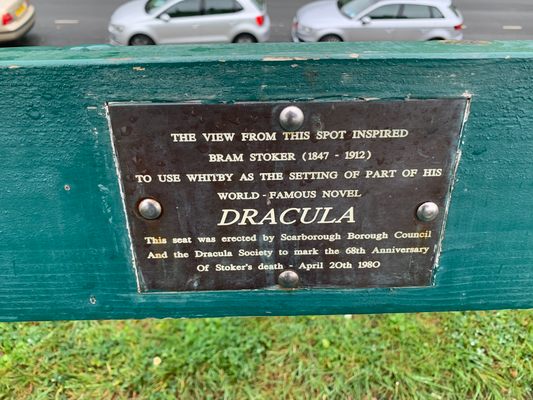 THE VIEW FROM THIS SPOT INSPIRED
BRAM STOKER (1847 - 1912)
TO USE WHITBY AS THE SETTING OF PART OF HIS
WORLD - FAMOUS NOVEL
DRACULA
This seat was erected by Scarborough Borough Council
And the Dracula Society to mark the 68th Anniversary
Of Stoker's death - April 20th 1980